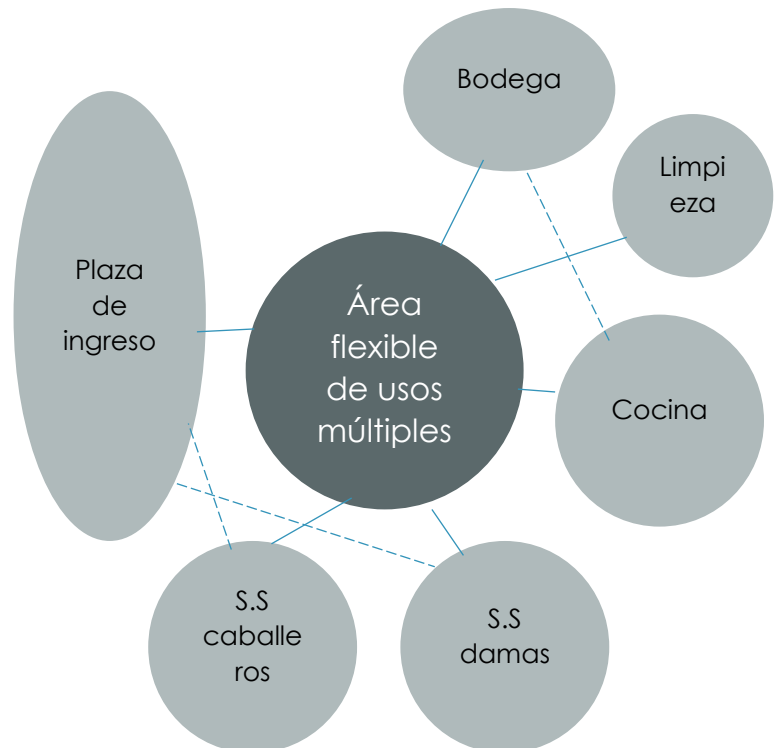 Bodega
Limpi
eza
Plaza
de
ingreso
Área
flexible
de usos
múltiples
Cocina
S.S
caballe
ros
S.S
damas